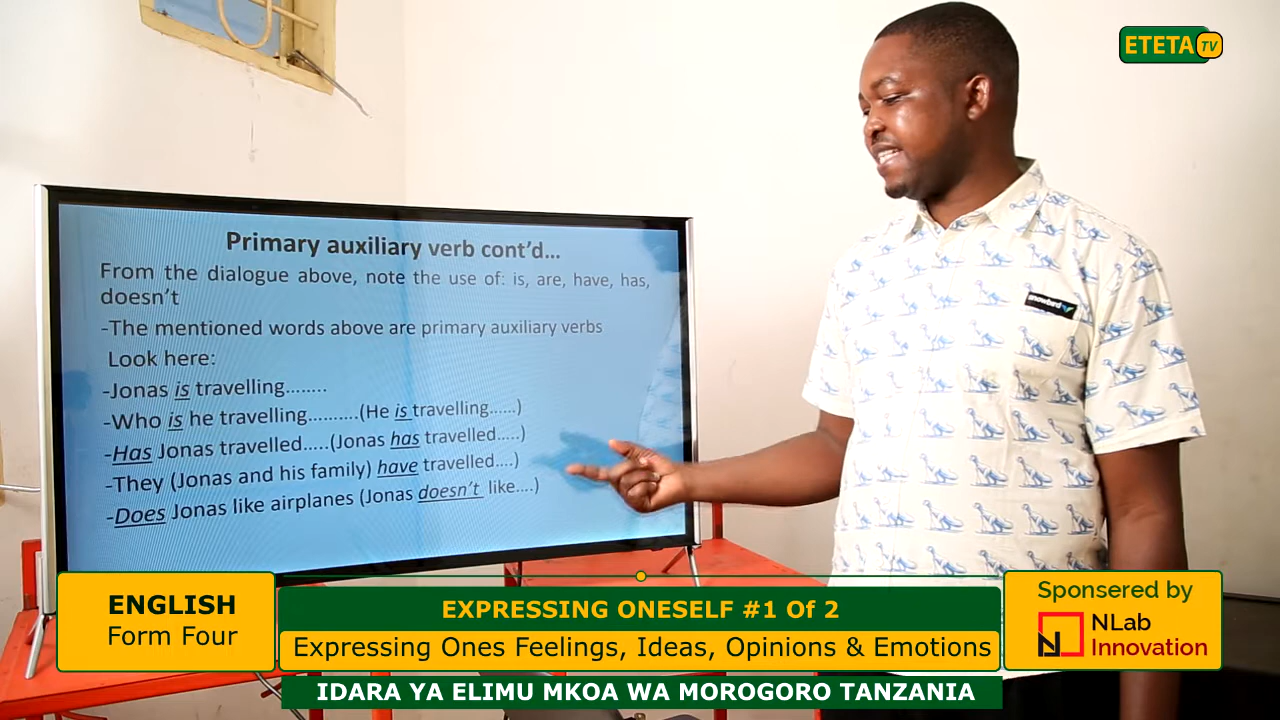 ETETA TV
Primary auxiliary verb cont’d…
From the dialogue above, note the use of: is, are, have, has,
doesn’t
-The mentioned words above are primary auxiliary verbs
Look here:
-Jonas is travelling……..
-Who is he travelling……….(He is travelling……)
-Has Jonas travelled…..(Jonas has travelled…..)
-They (Jonas and his family) have travelled….)
-Does Jonas like airplanes (Jonas doesn’t like….)
snowbird
ENGLISH
Form Four
EXPRESSING ONESELF #1 Of 2
Expressing Ones Feelings, Ideas, Opinions & Emotions
Sponsered by
NLab
Innovation
IDARA YA ELIMU MKOA WA MOROGORO TANZANIA